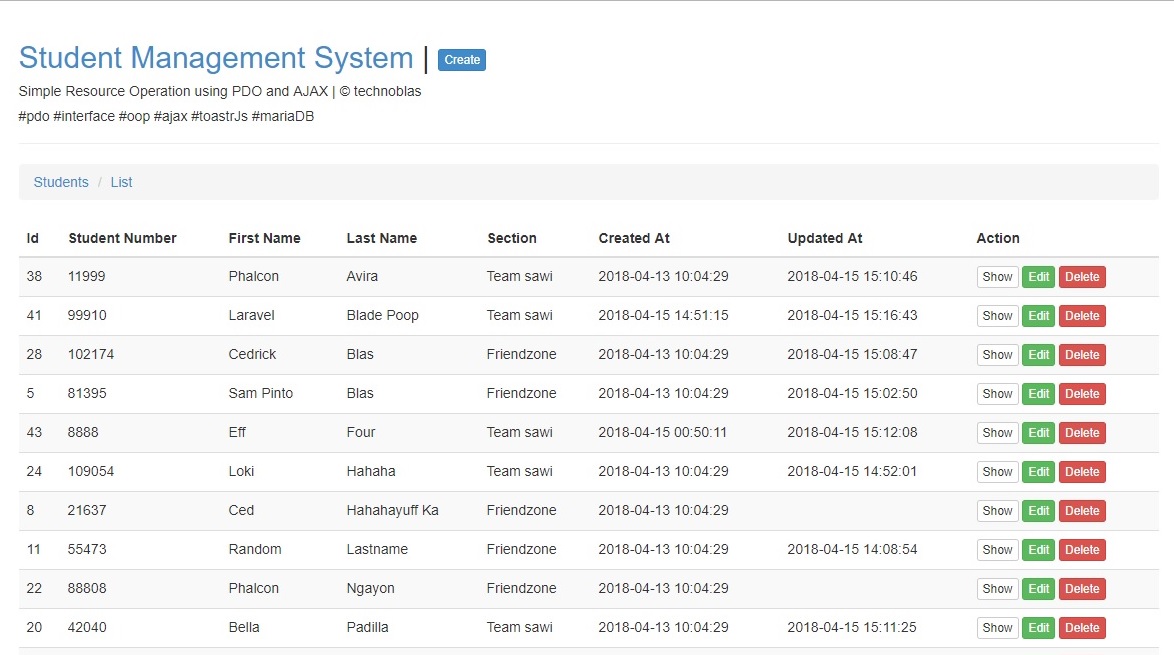 Student Management System | Create
Simple Resource Operation using PDO and AJAX | © technoblas
#pdo #interface #oop #ajax #toastrJs #mariaDB
Students / List
Id Student Number First Name Last Name Section Created At Updated At Action
38 11999 Phalcon Avira Team sawi 2018-04-13 10:04:29 2018-04-15 15:10:46 Show Edit Delete
41 99910 Laravel Blade Poop Team sawi 2018-04-15 14:51:15 2018-04-15 15:16:43 Show Edit Delete
28 102174 Cedrick Blas Friendzone 2018-04-13 10:04:29 2018-04-15 15:08:47 Show Edit Delete
5 81395 Sam Pinto Blas Friendzone 2018-04-13 10:04:29 2018-04-15 15:02:50 Show Edit Delete
43 8888 Eff Four Team sawi 2018-04-15 00:50:11 2018-04-15 15:12:08 Show Edit Delete
24 109054 Loki Hahaha Team sawi 2018-04-13 10:04:29 2018-04-15 14:52:01 Show Edit Delete
8 21637 Ced Hahahayuff Ka Friendzone 2018-04-13 10:04:29 Show Edit Delete
11 55473 Random Lastname Friendzone 2018-04-13 10:04:29 2018-04-15 14:08:54 Show Edit Delete
22 88808 Phalcon Ngayon Friendzone 2018-04-13 10:04:29 Show Edit Delete
20 42040 Bella Padilla Team sawi 2018-04-13 10:04:29 2018-04-15 15:11:25 Show Edit Delete